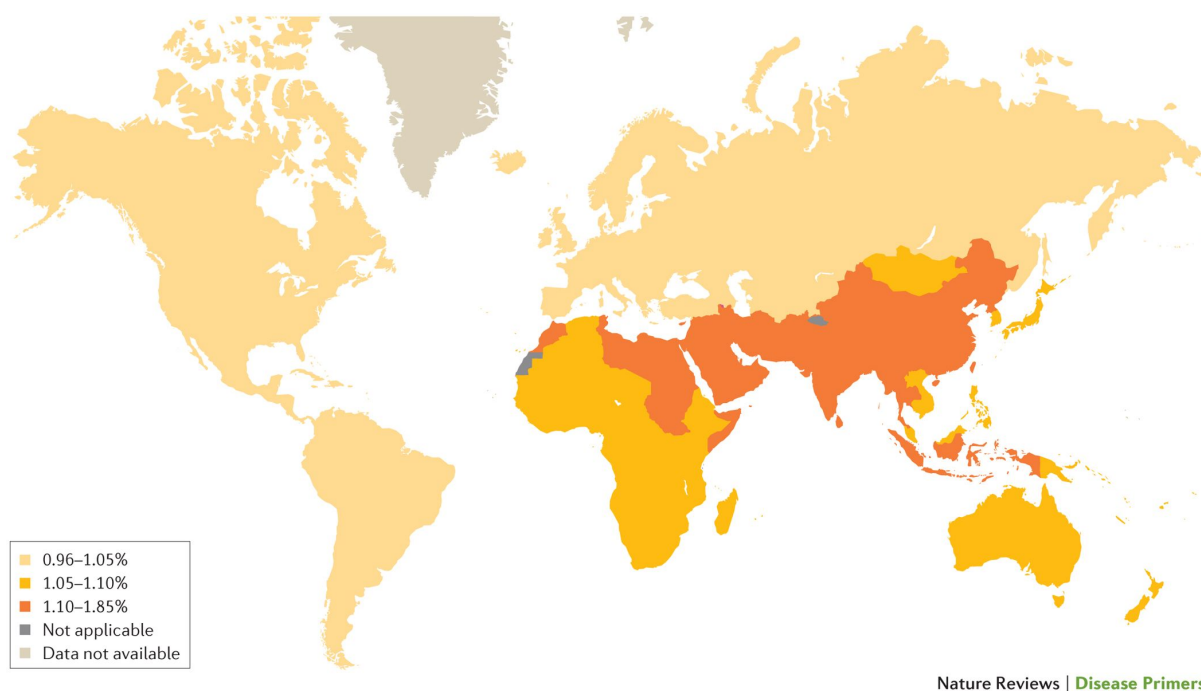 0.96–1.05%
1.05–1.10%
1.10–1.85%
Not applicable
Data not available
Nature Reviews | Disease Primers